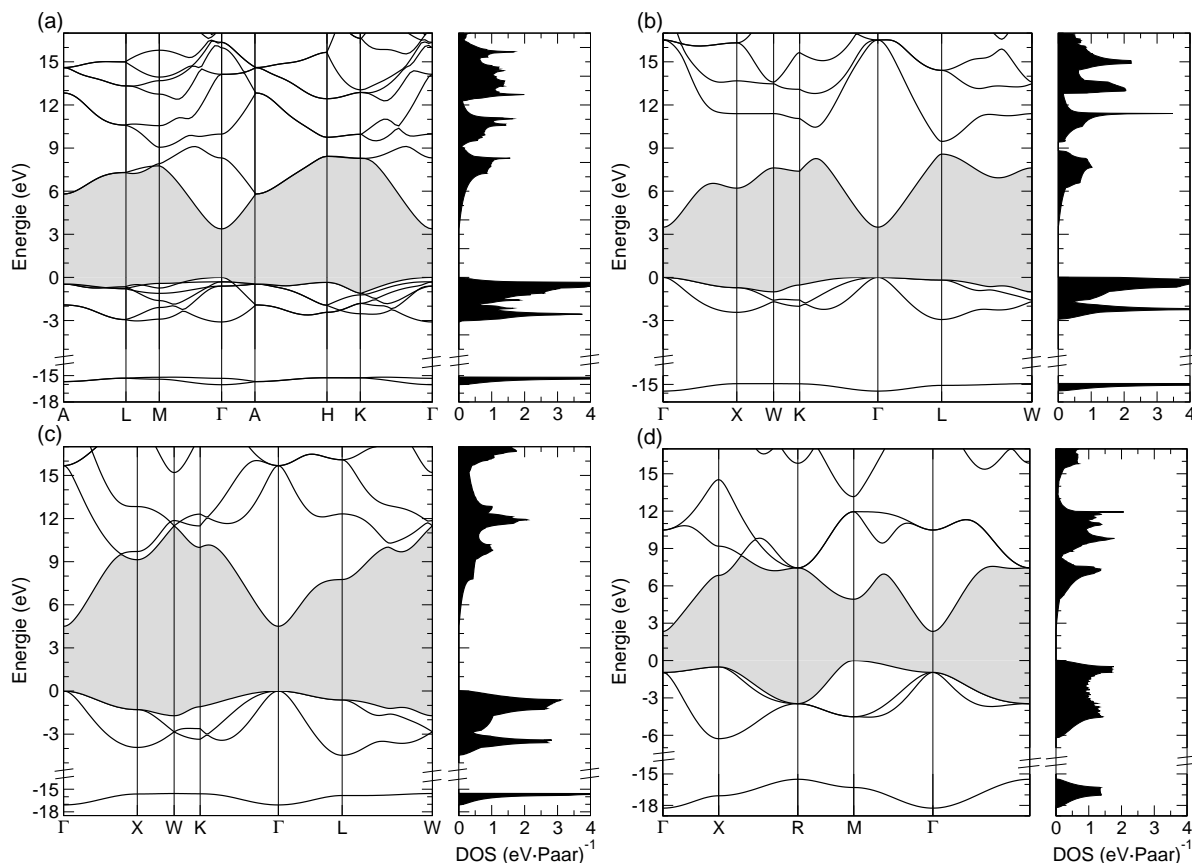 (a)
(b)
Energie (eV)
15
12
9
6
3
0
-3
-15
-18
A L M Γ A H K Γ
0 1 2 3 4
Energie (eV)
15
12
9
6
3
0
-3
-15
Γ X W K Γ L W
0 1 2 3 4
(c)
(d)
Energie (eV)
15
12
9
6
3
0
-3
-15
-18
Γ X W K Γ L W
0 1 2 3 4
DOS (eV·Paar)⁻¹
Energie (eV)
15
12
9
6
3
0
-3
-6
-15
-18
Γ X R M Γ
0 1 2 3 4
DOS (eV·Paar)⁻¹